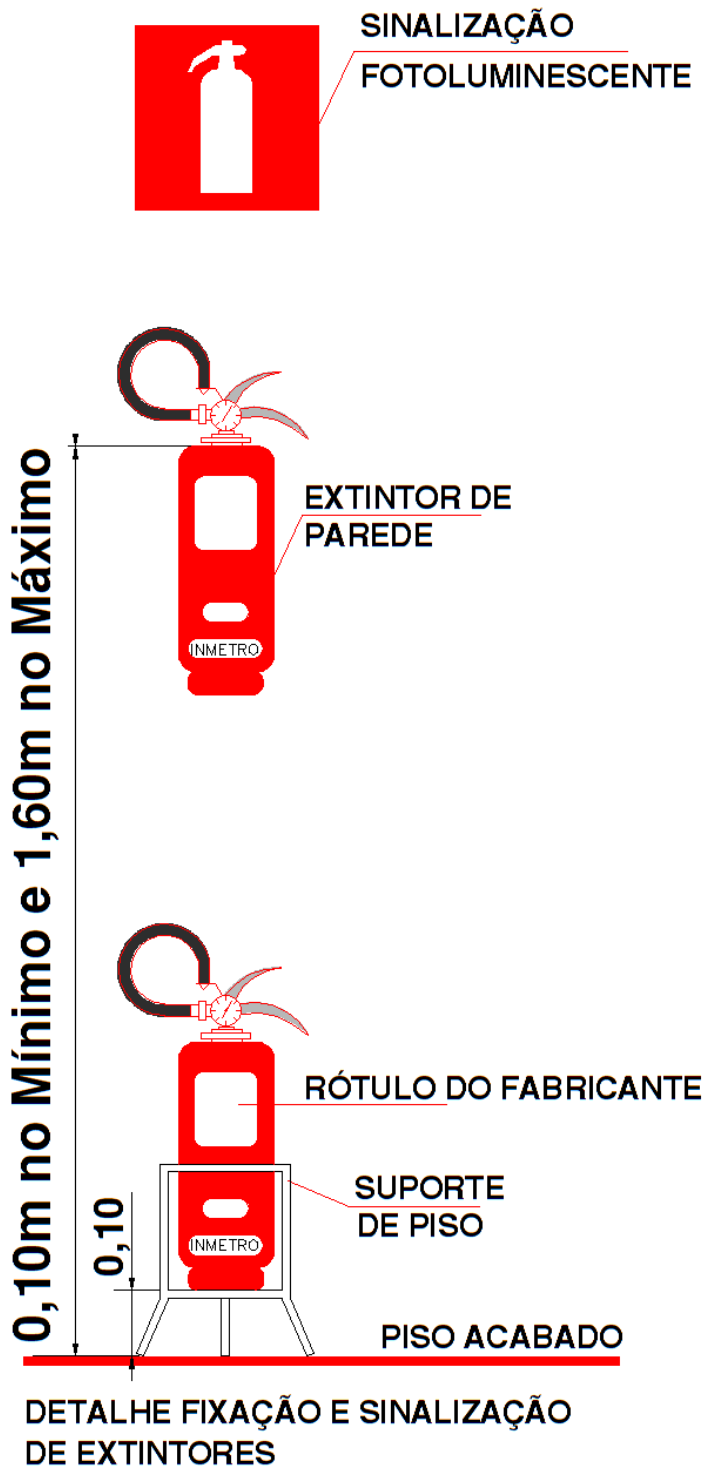 SINALIZAÇÃO
FOTOLUMINESCENTE
0,10m no Mínimo e 1,60m no Máximo
EXTINTOR DE
PAREDE
INMETRO
RÓTULO DO FABRICANTE
SUPORTE
DE PISO
0,10
INMETRO
PISO ACABADO
DETALHE FIXAÇÃO E SINALIZAÇÃO
DE EXTINTORES